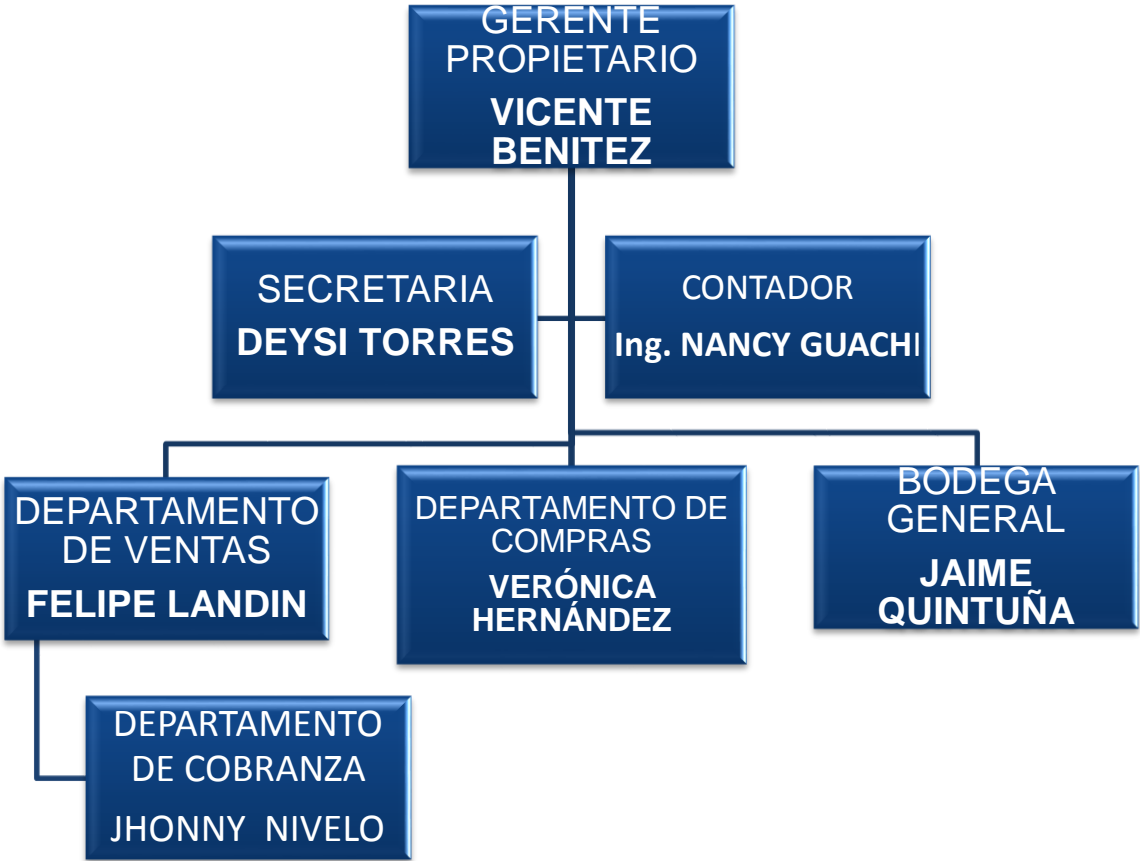 GERENTE
PROPIETARIO
VICENTE
BENITEZ
SECRETARIA
DEYSI TORRES
CONTADOR
Ing. NANCY GUACHI
DEPARTAMENTO
DE VENTAS
FELIPE LANDIN
DEPARTAMENTO DE
COMPRAS
VERÓNICA
HERNÁNDEZ
BODEGA
GENERAL
JAIME
QUINTUÑA
DEPARTAMENTO
DE COBRANZA
JHONNY NIVELO